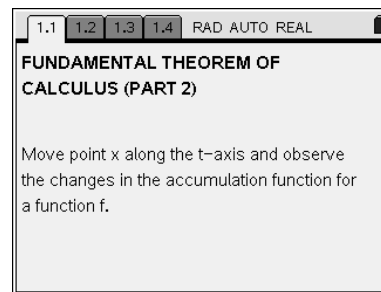 1.1 1.2 1.3 1.4 RAD AUTO REAL
FUNDAMENTAL THEOREM OF
CALCULUS (PART 2)
Move point x along the t-axis and observe
the changes in the accumulation function for
a function f.